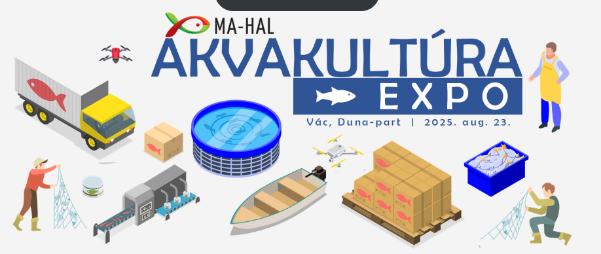 MA-HAL
AKVAKULTÚRA
EXPO
Vác, Duna-part | 2025. aug. 23.